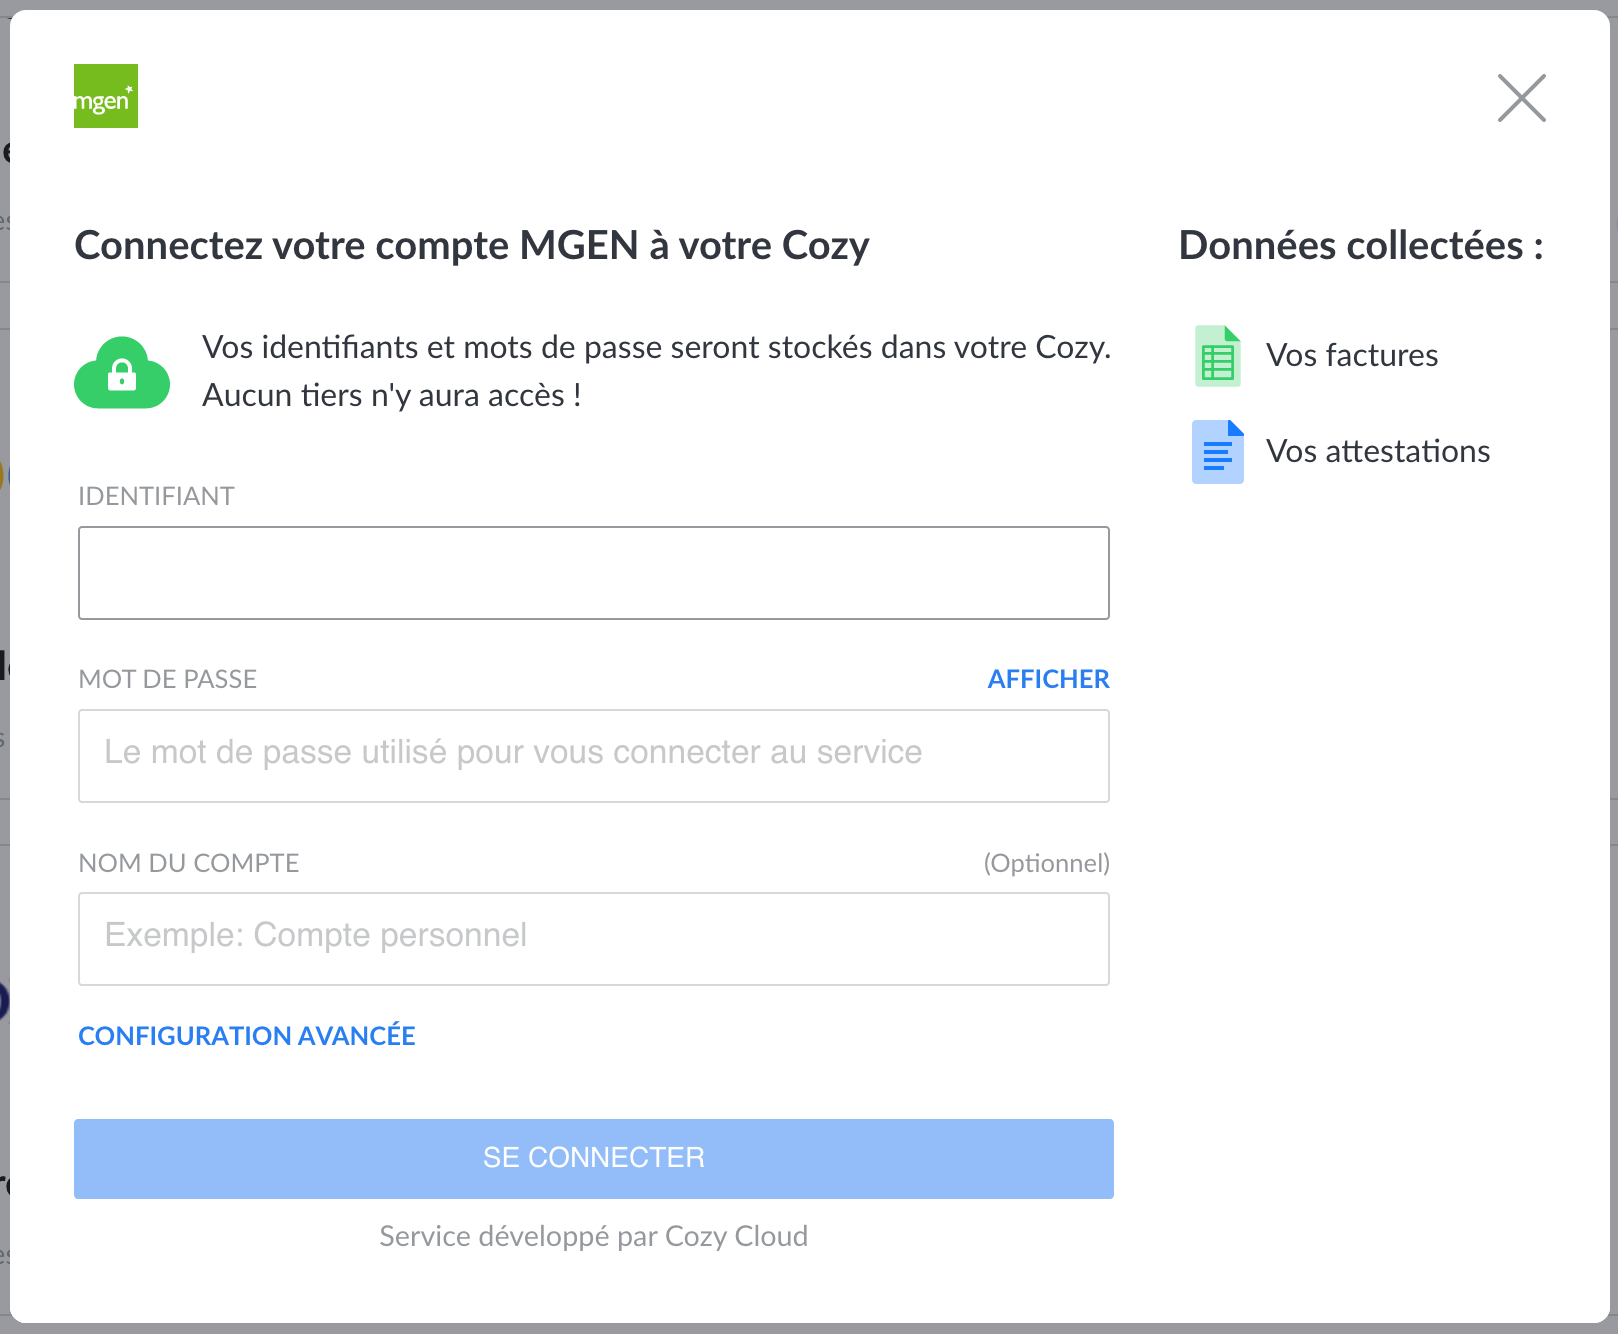 mgen*
Connectez votre compte MGEN à votre Cozy
Vos identifiants et mots de passe seront stockés dans votre Cozy.
Aucun tiers n'y aura accès !
IDENTIFIANT
MOT DE PASSE AFFICHER
Le mot de passe utilisé pour vous connecter au service
NOM DU COMPTE (Optionnel)
Exemple: Compte personnel
CONFIGURATION AVANCÉE
SE CONNECTER
Service développé par Cozy Cloud
Données collectées :
Vos factures
Vos attestations